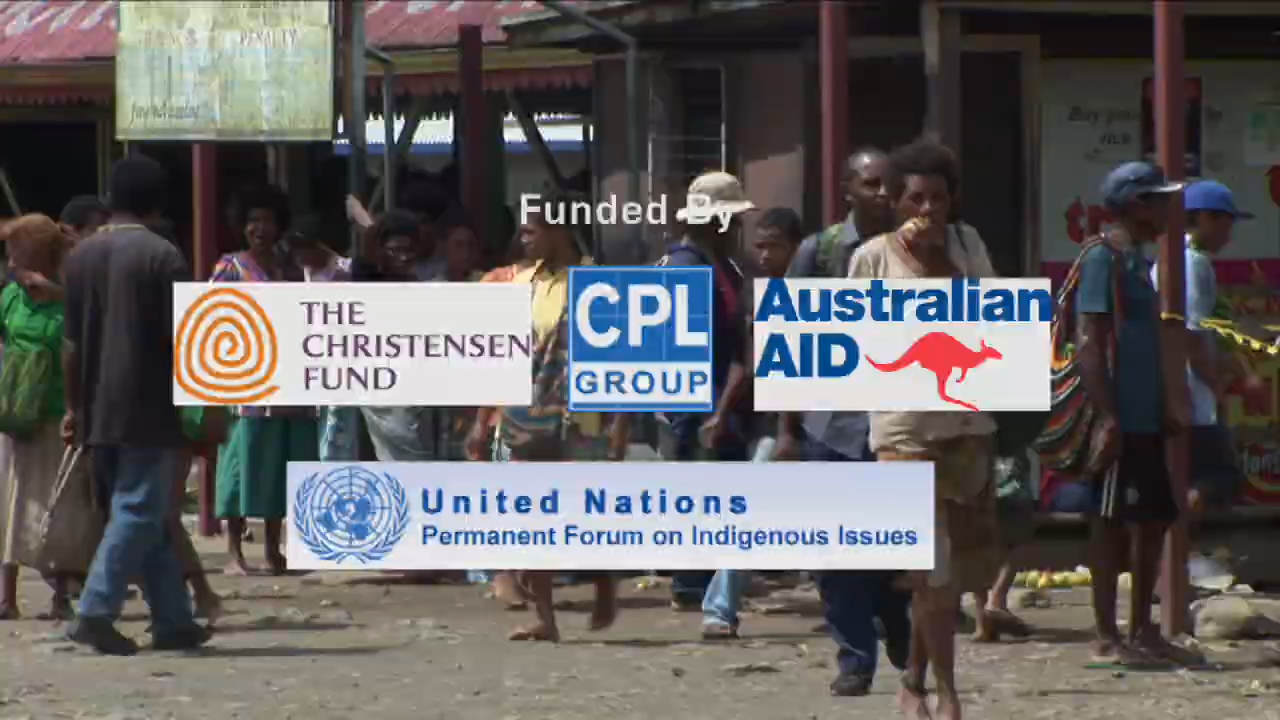 Funded By
THE
CHRISTENSEN
FUND
CPL
GROUP
Australian
AID
United Nations
Permanent Forum on Indigenous Issues